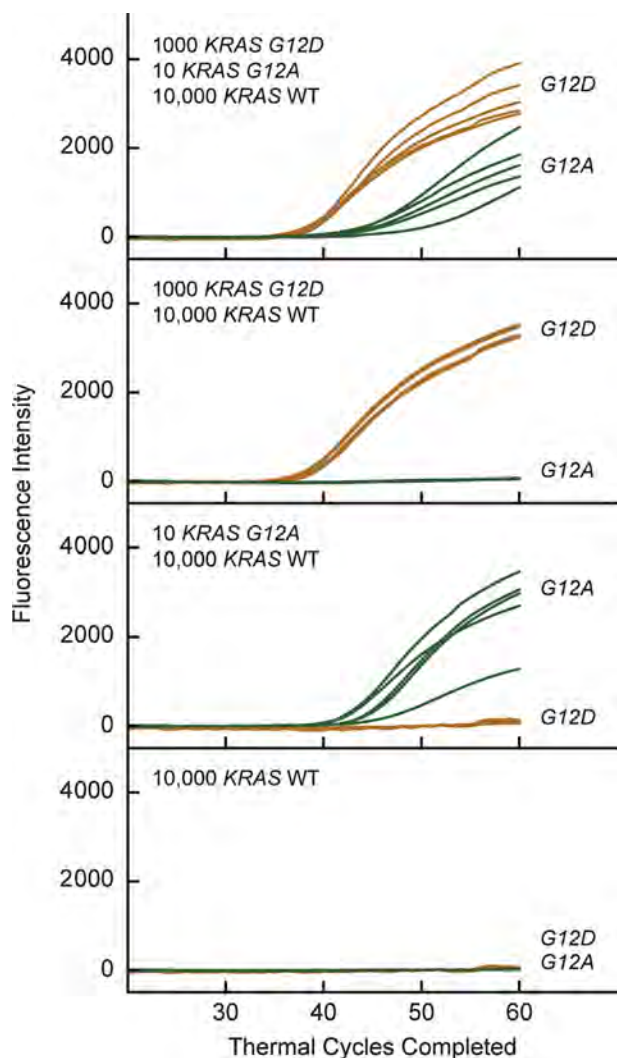 1000 KRAS G12D
10 KRAS G12A
10,000 KRAS WT
4000
2000
0
G12D
G12A
1000 KRAS G12D
10,000 KRAS WT
4000
2000
0
G12D
G12A
10 KRAS G12A
10,000 KRAS WT
4000
2000
0
G12A
G12D
10,000 KRAS WT
4000
2000
0
G12D
G12A
30 40 50 60
Thermal Cycles Completed
Fluorescence Intensity